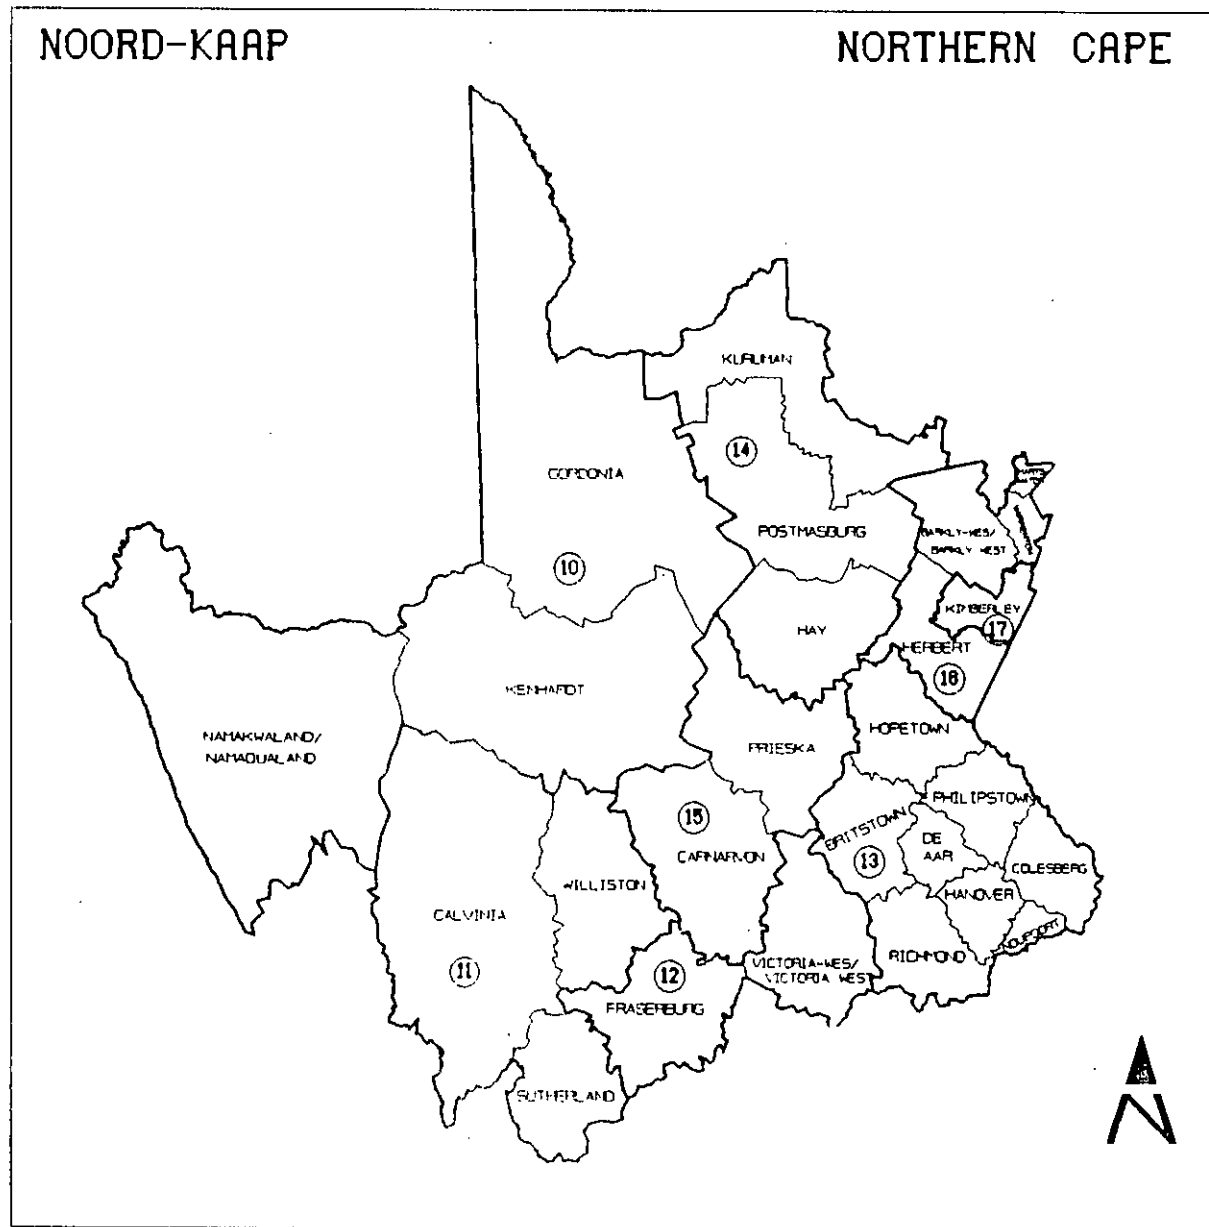 NOORD-KAAP
NORTHERN CAPE
KURUMAN
14
GORDONIA
POSTMASBURG
BARKLY-WES/
BARKLY WEST
10
KIMBERLEY
17
HAY
HERBERT
16
KENHARDT
HOPETOWN
NAMAKWALAND/
NAMAQUALAND
PRIESKA
PHILIPSTOWN
15
BRITSTOWN
DE
AAR
13
CARNARVON
COLESBERG
WILLISTON
HANOVER
CALVINIA
NOUPOORT
RICHMOND
VICTORIA-WES/
VICTORIA WEST
11
12
FRASERBURG
SUTHERLAND
N